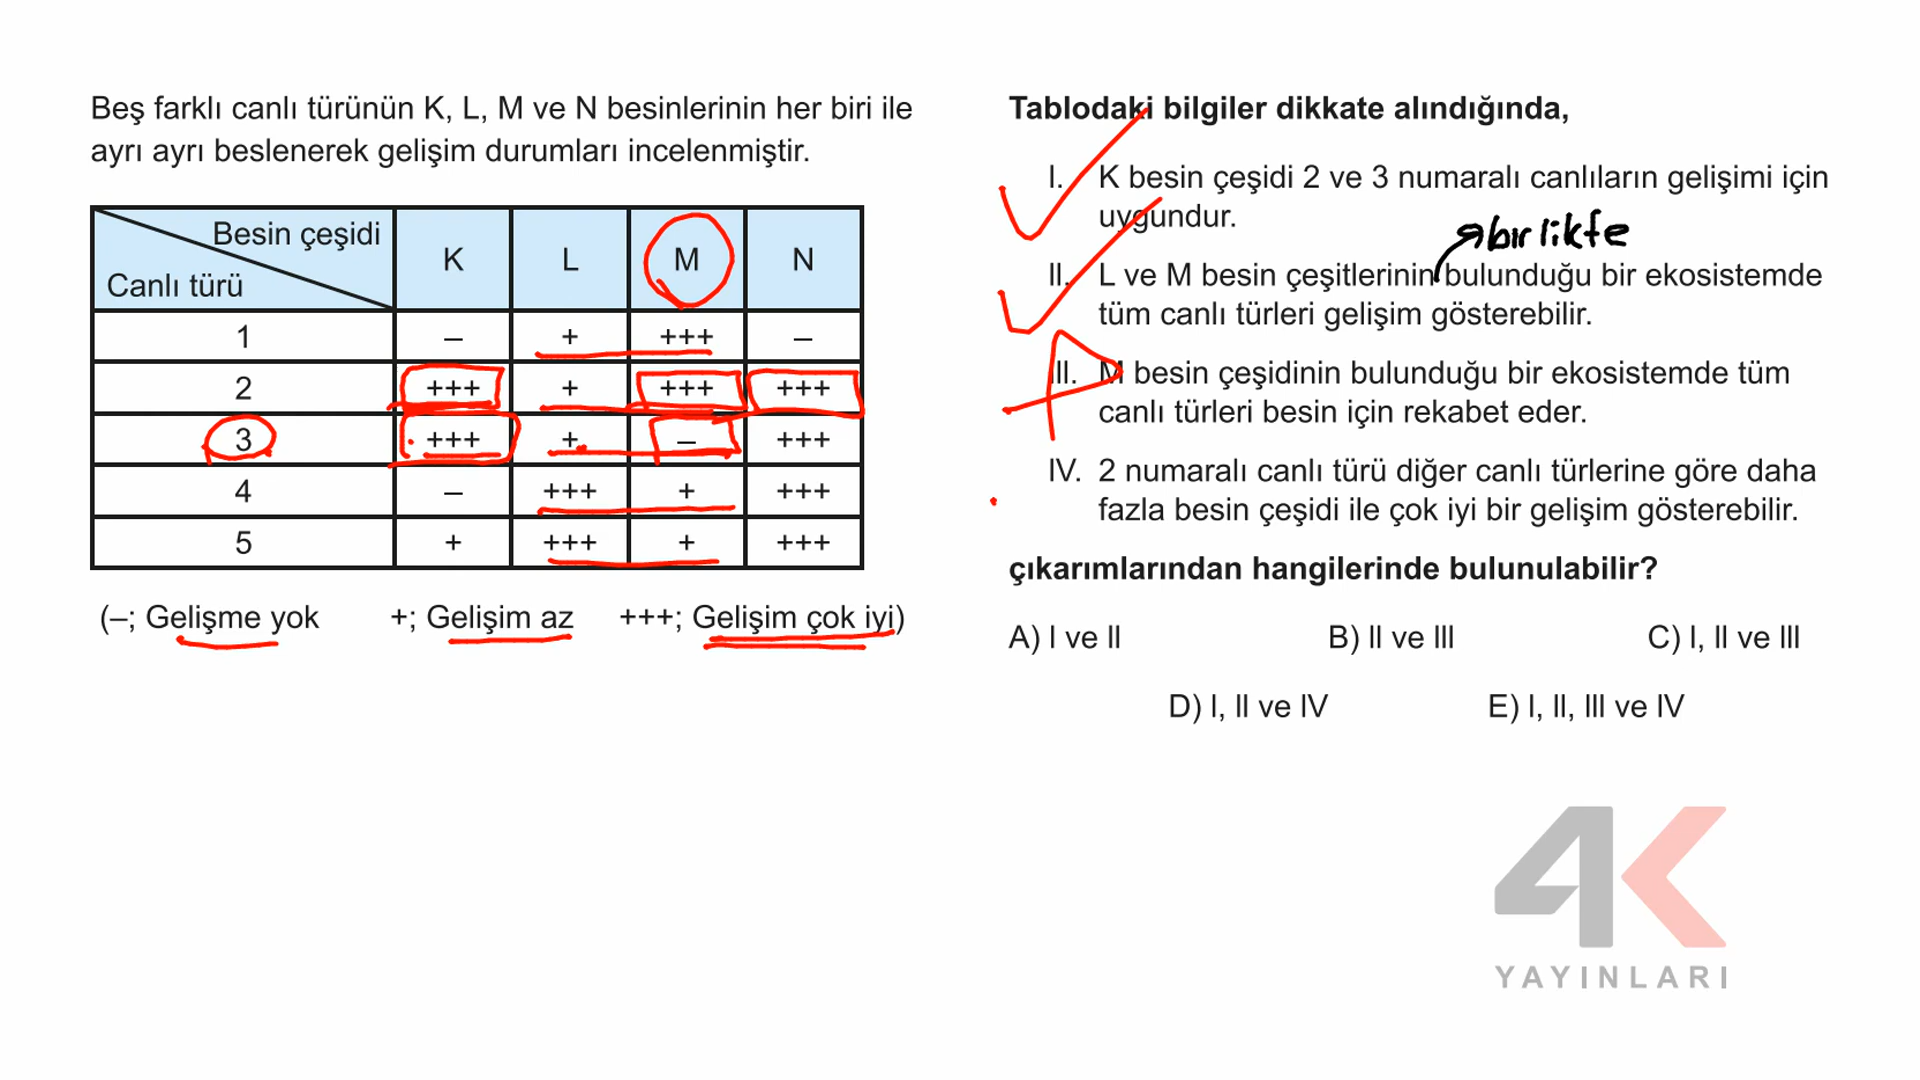 Beş farklı canlı türünün K, L, M ve N besinlerinin her biri ile
ayrı ayrı beslenerek gelişim durumları incelenmiştir.
Besin çeşidi
Canlı türü
K L M N
1 – + +++ –
2 +++ + +++ +++
3 +++ + – +++
4 – +++ + +++
5 + +++ + +++
(–; Gelişme yok +; Gelişim az +++; Gelişim çok iyi)
Tablodaki bilgiler dikkate alındığında,
I. K besin çeşidi 2 ve 3 numaralı canlıların gelişimi için
uygundur.
birlikte
II. L ve M besin çeşitlerinin bulunduğu bir ekosistemde
tüm canlı türleri gelişim gösterebilir.
III. M besin çeşidinin bulunduğu bir ekosistemde tüm
canlı türleri besin için rekabet eder.
IV. 2 numaralı canlı türü diğer canlı türlerine göre daha
fazla besin çeşidi ile çok iyi bir gelişim gösterebilir.
çıkarımlarından hangilerinde bulunulabilir?
A) I ve II B) II ve III C) I, II ve III
D) I, II ve IV E) I, II, III ve IV
4K
YAYINLARI